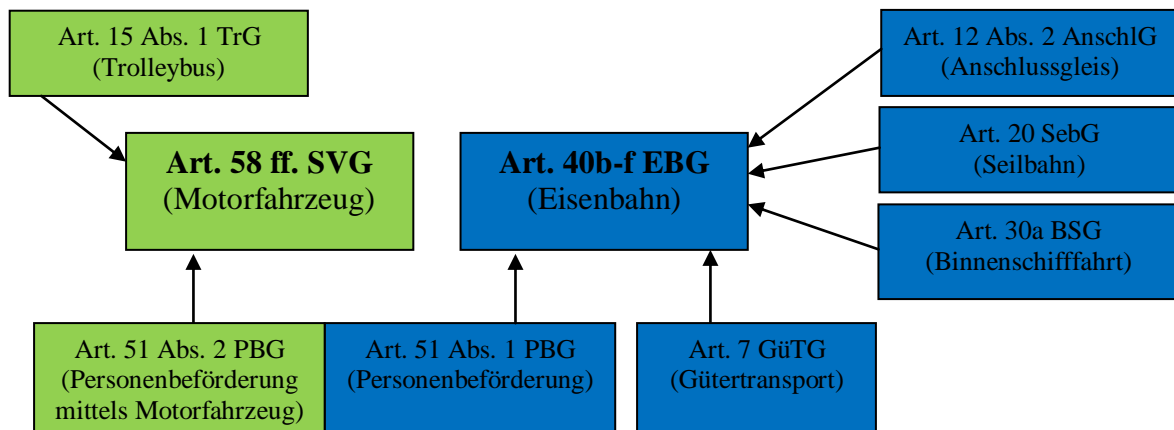 Art. 15 Abs. 1 TrG
(Trolleybus)
Art. 12 Abs. 2 AnschlG
(Anschlussgleis)
Art. 58 ff. SVG
(Motorfahrzeug)
Art. 40b-f EBG
(Eisenbahn)
Art. 20 SebG
(Seilbahn)
Art. 30a BSG
(Binnenschifffahrt)
Art. 51 Abs. 2 PBG
(Personenbeförderung
mittels Motorfahrzeug)
Art. 51 Abs. 1 PBG
(Personenbeförderung)
Art. 7 GüTG
(Gütertransport)